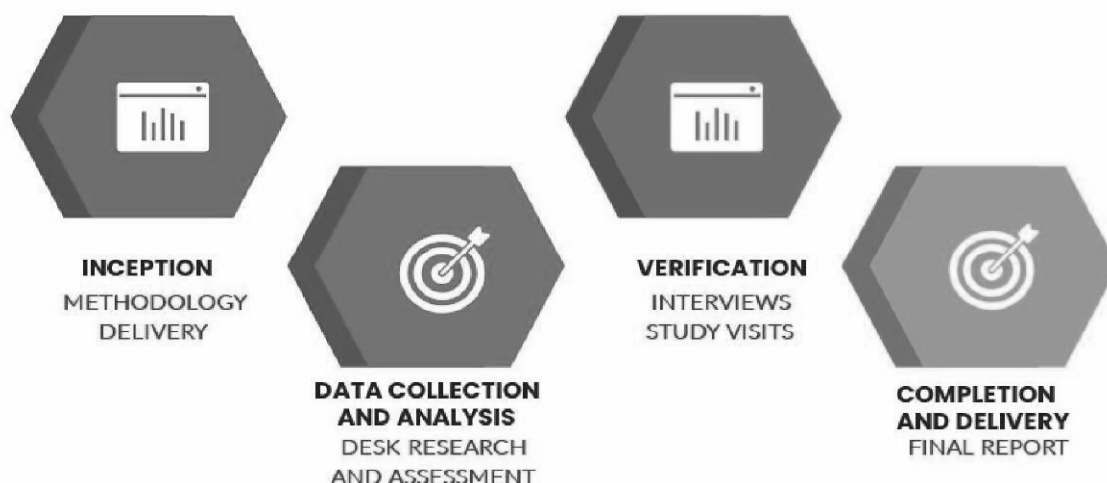 INCEPTION
METHODOLOGY
DELIVERY
DATA COLLECTION
AND ANALYSIS
DESK RESEARCH
AND ASSESSMENT
VERIFICATION
INTERVIEWS
STUDY VISITS
COMPLETION
AND DELIVERY
FINAL REPORT